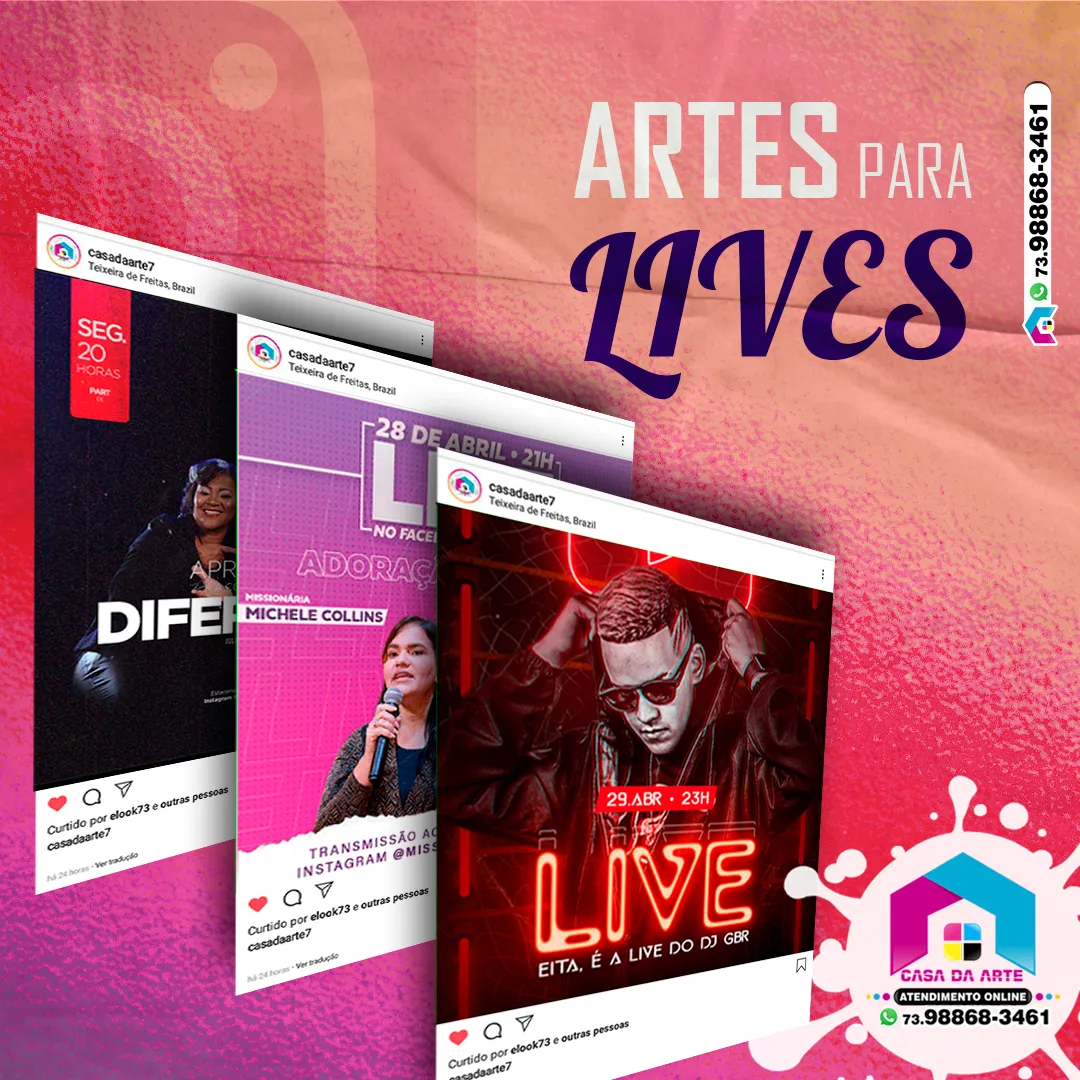 ARTES PARA
LIVES
73.98868-3461
casadaarte7
Teixeira de Freitas, Brazil
SEG.
20
HORAS
PART
APR
DIFER
Instagram
Curtido por elook73 e outras pessoas
casadaarte7
há 24 horas • Ver tradução
casadaarte7
Teixeira de Freitas, Brazil
28 DE ABRIL • 21H
LI
NO FACE
ADORAÇ
MISSIONÁRIA
MICHELE COLLINS
TRANSMISSÃO AO
INSTAGRAM @MISS
Curtido por elook73 e outras pessoas
casadaarte7
há 24 horas • Ver tradução
casadaarte7
Teixeira de Freitas, Brazil
29.ABR • 23H
LIVE
EITA, É A LIVE DO DJ GBR
Curtido por elook73 e outras pessoas
casadaarte7
CASA DA ARTE
ATENDIMENTO ONLINE
73.98868-3461